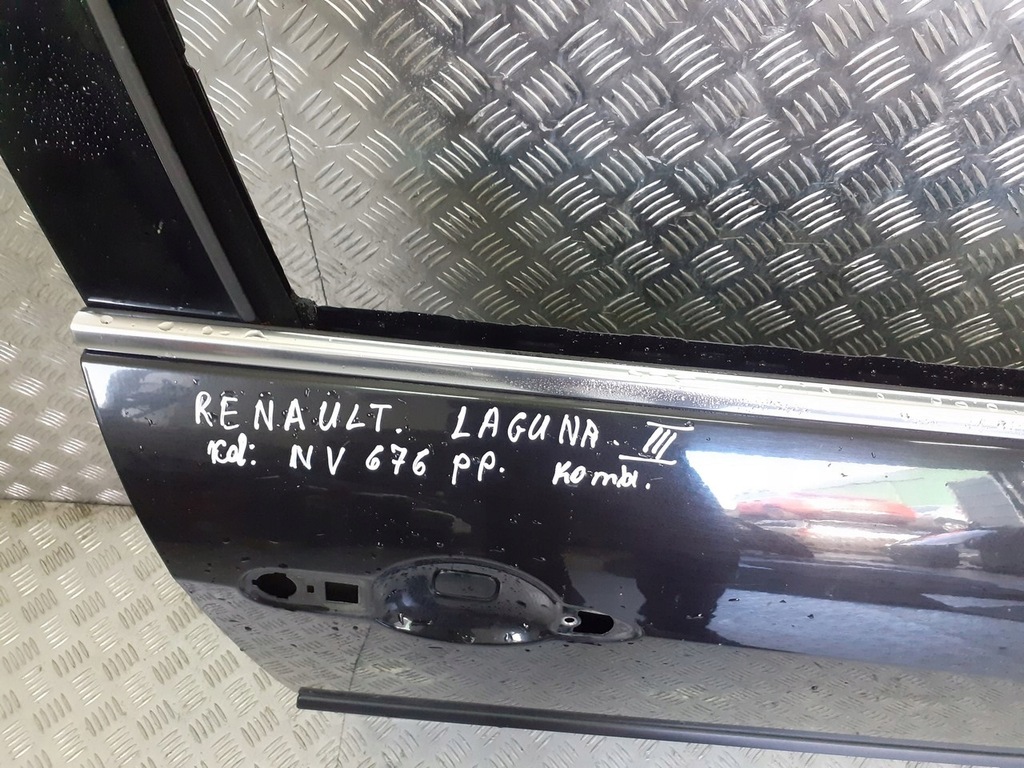 RENAULT. LAGUNA. III
Kol: NV 676 pp. Kombi.